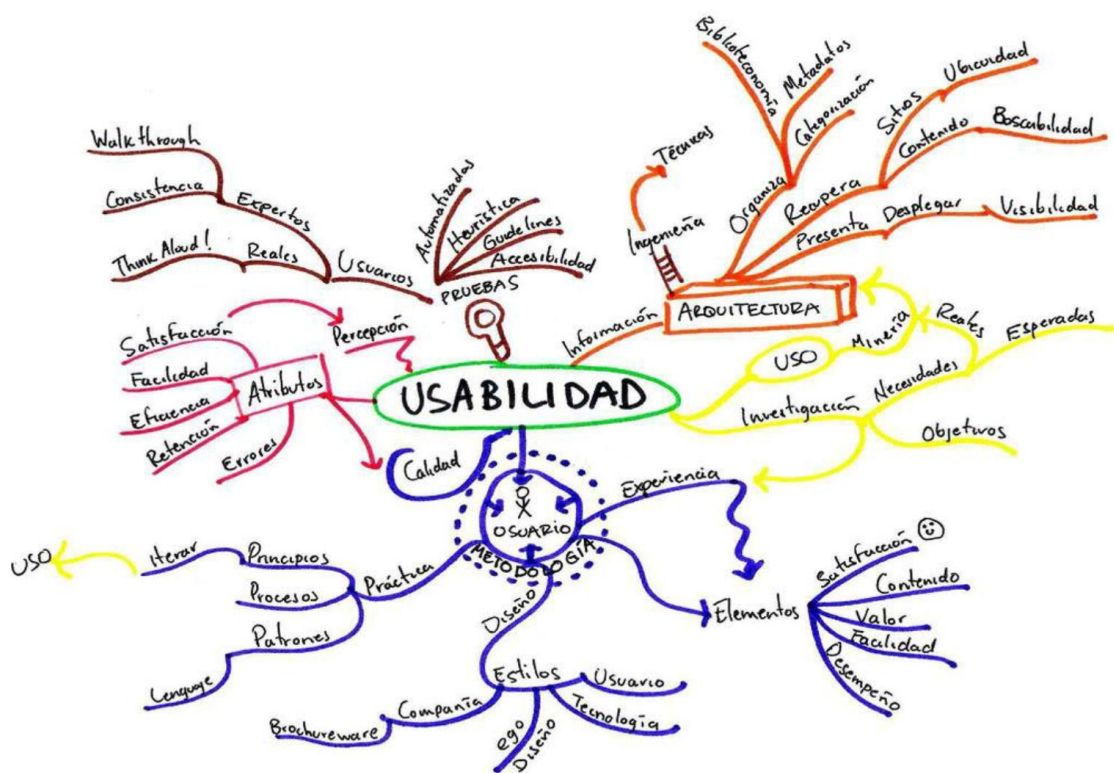 USABILIDAD
PRUEBAS
Automatizadas
Heurística
Guidelines
Accesibilidad
Usuarios
Expertos
Walkthrough
Consistencia
Reales
Think Aloud!
Información
ARQUITECTURA
Ingeniería
Técnicas
Organiza
Biblioteconomía
Metadatos
Categorización
Recupera
Sitios
Ubicuidad
Contenido
Boscabilidad
Presenta
Desplegar
Visibilidad
USO
Minería
Investigación
Necesidades
Reales
Esperadas
Objetivos
Percepción
Atributos
Satisfacción
Facilidad
Eficiencia
Retención
Errores
Calidad
USUARIO
METODOLOGÍA
Experiencia
Elementos
Satisfacción
Contenido
Valor
Facilidad
Desempeño
Diseño
Estilos
Usuario
Tecnología
ego
Diseño
Compañía
Brochureware
Práctica
Principios
Iterar
USO
Procesos
Patrones
Lenguaje